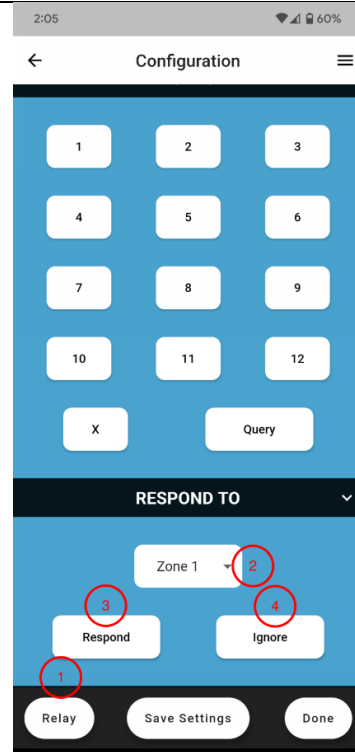 2:05 60%
Configuration
1 2 3
4 5 6
7 8 9
10 11 12
X Query
RESPOND TO
Zone 1 2
3 4
Respond Ignore
1
Relay Save Settings Done